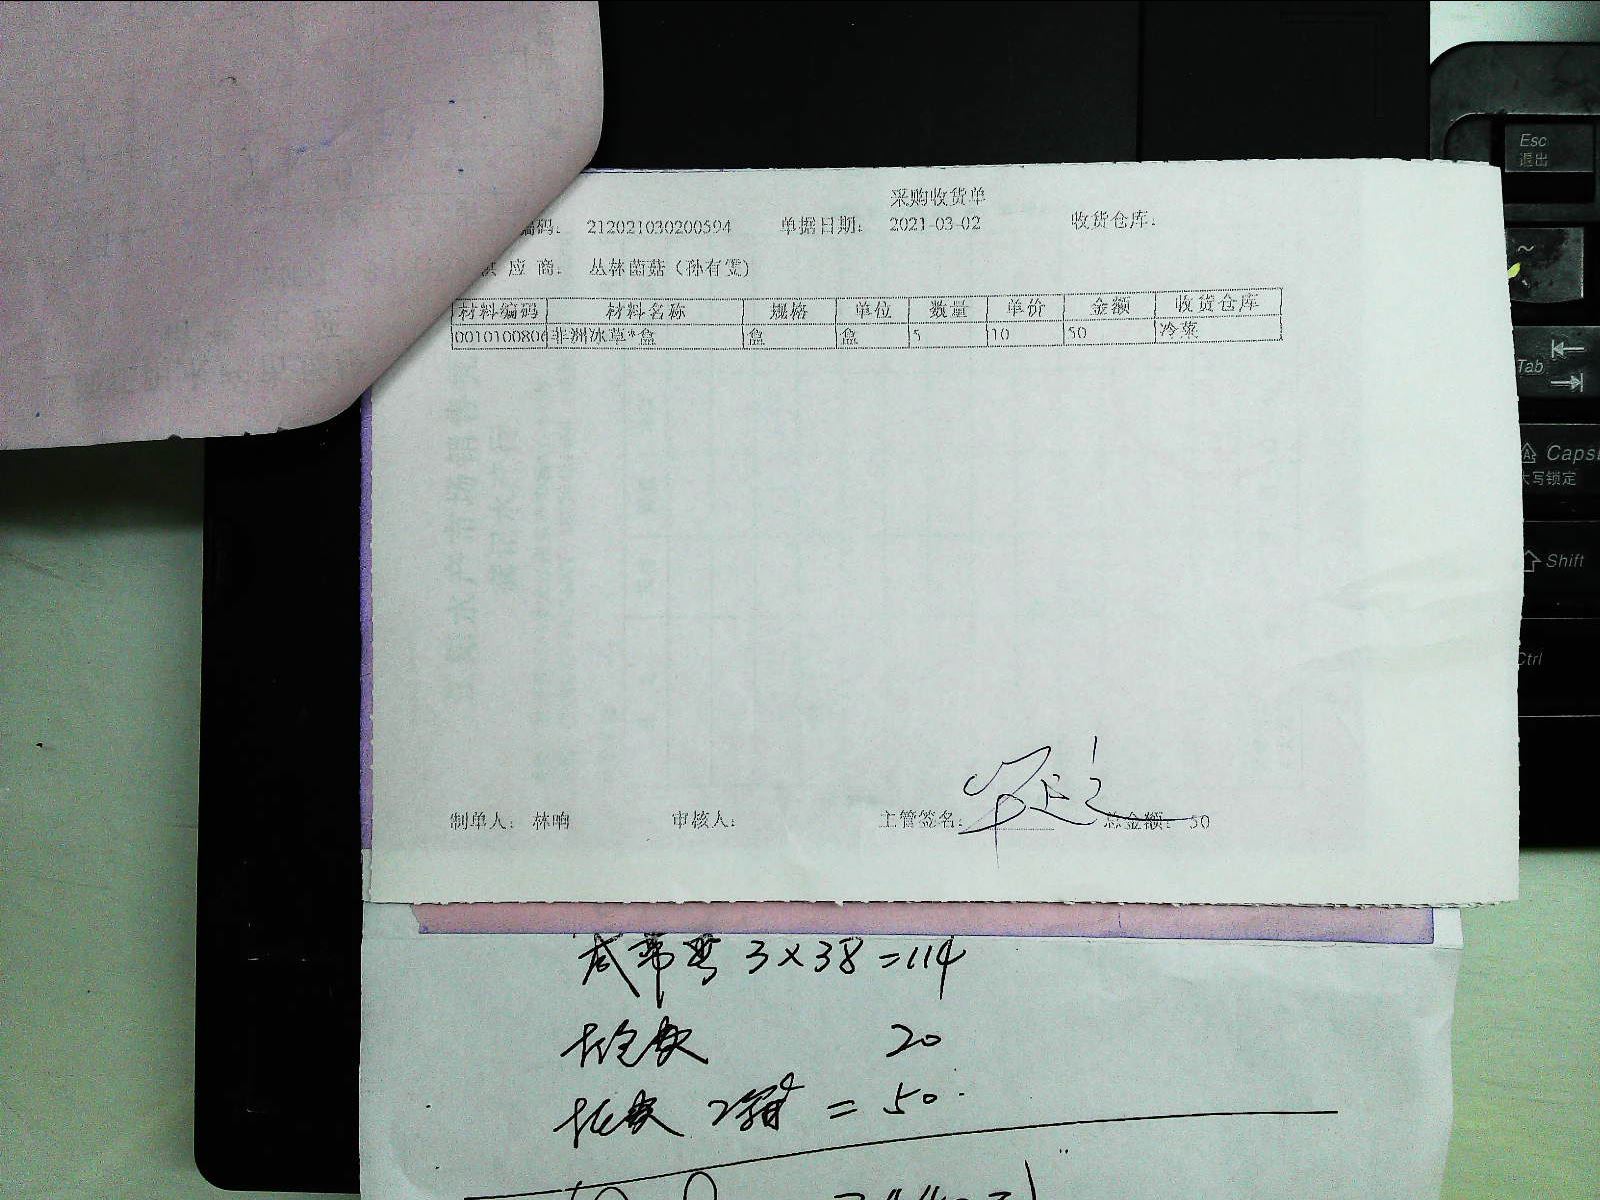 采购收货单
编码: 212021030200594 单据日期: 2021-03-02 收货仓库:
供应商: 丛林菌菇(孙有雯)
材料编码 材料名称 规格 单位 数量 单价 金额 收货仓库
0010100806 非洲冰草*盒 盒 盒 5 10 50 冷菜
制单人: 林响 审核人: 主管签名: 总金额: 50
3×38=114
20
2箱 = 50.
Esc
退出
~
Tab
Caps
大写锁定
Shift
Ctrl